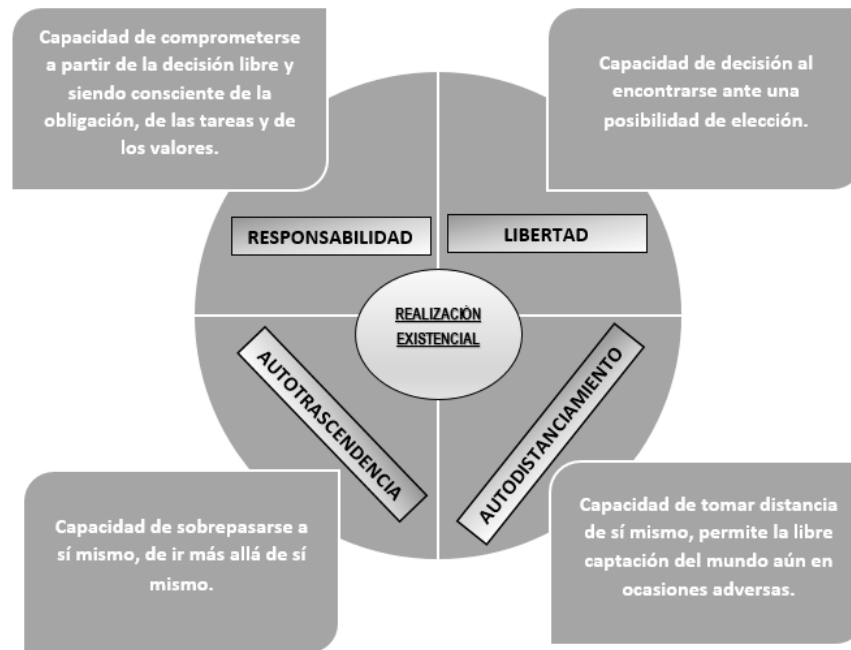 Capacidad de comprometerse
a partir de la decisión libre y
siendo consciente de la
obligación, de las tareas y de
los valores.
Capacidad de decisión al
encontrarse ante una
posibilidad de elección.
RESPONSABILIDAD
LIBERTAD
REALIZACIÓN
EXISTENCIAL
AUTOTRASCENDENCIA
AUTODISTANCIAMIENTO
Capacidad de sobrepasarse a
sí mismo, de ir más allá de sí
mismo.
Capacidad de tomar distancia
de sí mismo, permite la libre
captación del mundo aún en
ocasiones adversas.